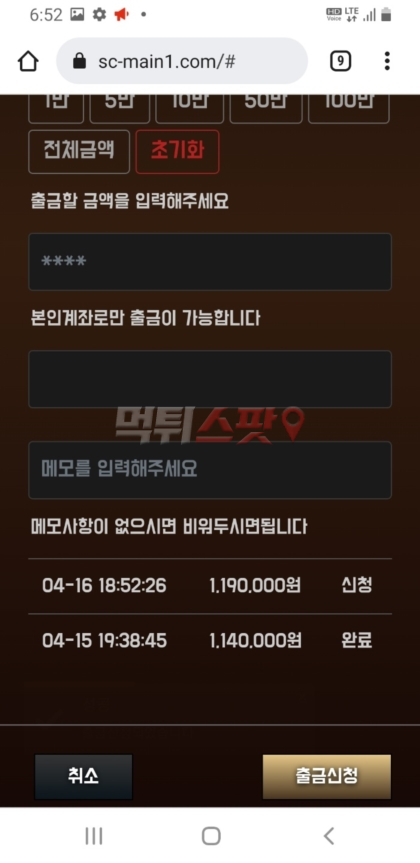 6:52
HD Voice LTE
sc-main1.com/#
9
1만 5만 10만 50만 100만
전체금액 초기화
출금할 금액을 입력해주세요
****
본인계좌로만 출금이 가능합니다
먹튀스팟
메모를 입력해주세요
메모사항이 없으시면 비워두시면됩니다
04-16 18:52:26 1,190,000원 신청
04-15 19:38:45 1,140,000원 완료
취소 출금신청